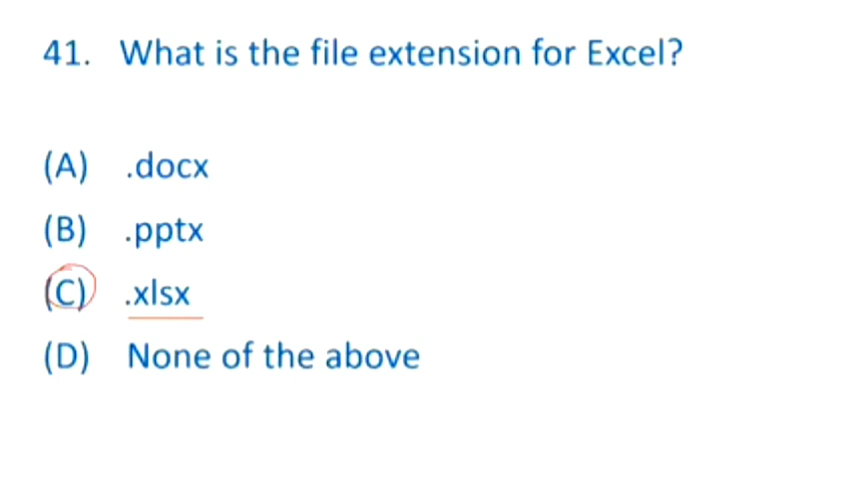 41. What is the file extension for Excel?
(A) .docx
(B) .pptx
(C) .xlsx
(D) None of the above